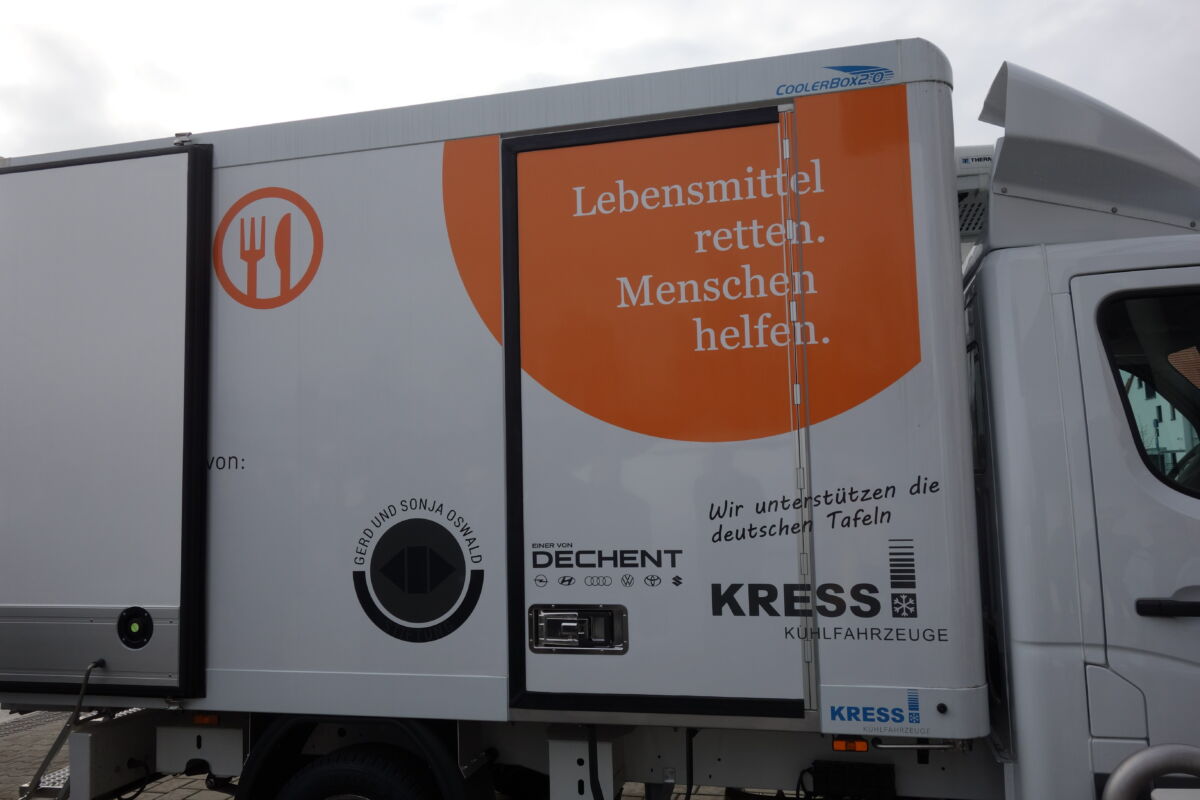 COOLERBOX2.0
THERM
Lebensmittel
retten.
Menschen
helfen.
von:
Wir unterstützen die
deutschen Tafeln
GERD UND SONJA OSWALD
EINER VON
DECHENT
KRESS
KÜHLFAHRZEUGE
KRESS
KÜHLFAHRZEUGE